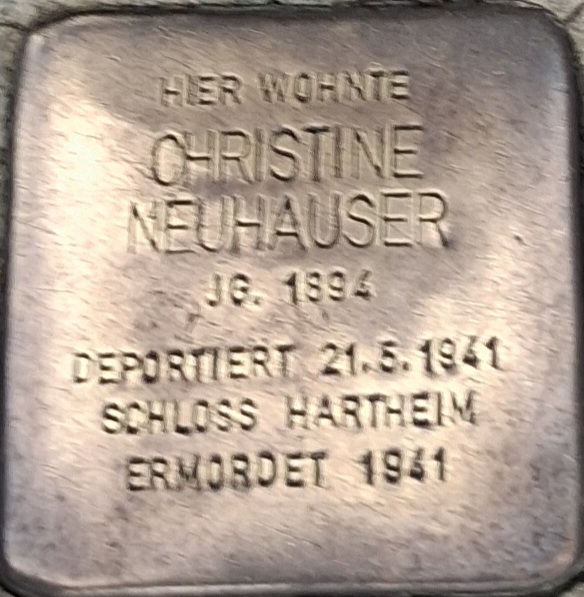 HIER WOHNTE
CHRISTINE
NEUHAUSER
JG. 1894
DEPORTIERT 21.5.1941
SCHLOSS HARTHEIM
ERMORDET 1941